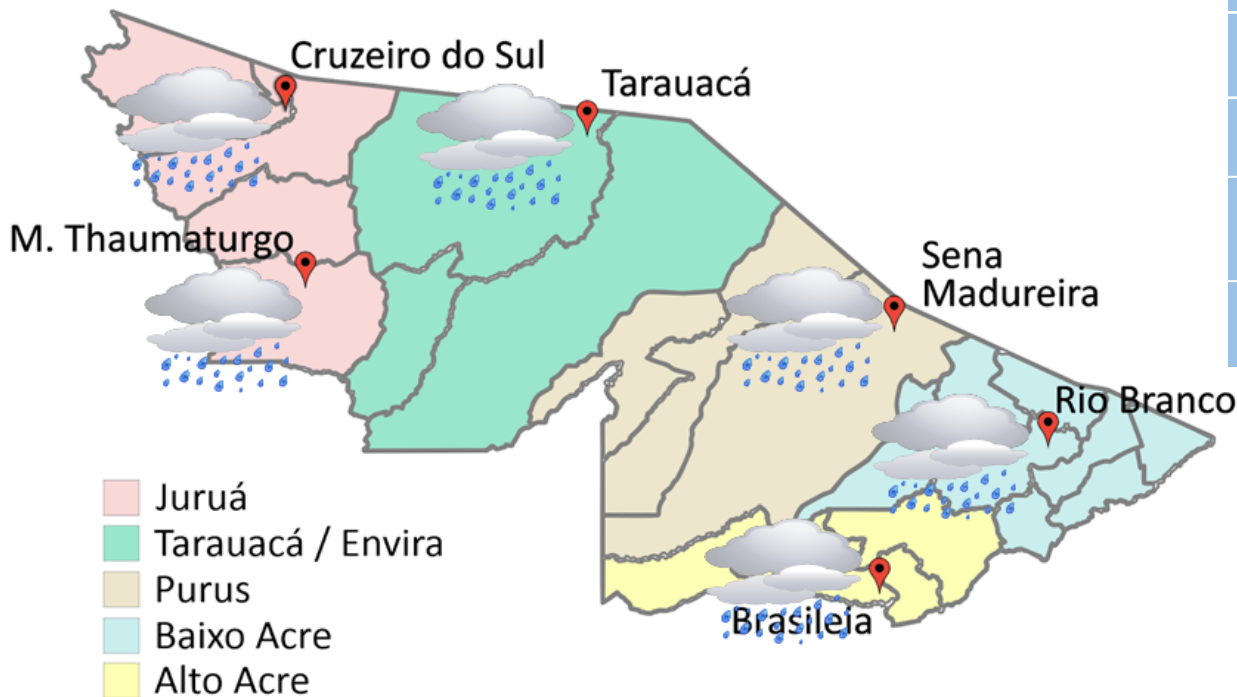 Cruzeiro do Sul
Tarauacá
M. Thaumaturgo
Sena
Madureira
Rio Branco
Brasileia
Juruá
Tarauacá / Envira
Purus
Baixo Acre
Alto Acre